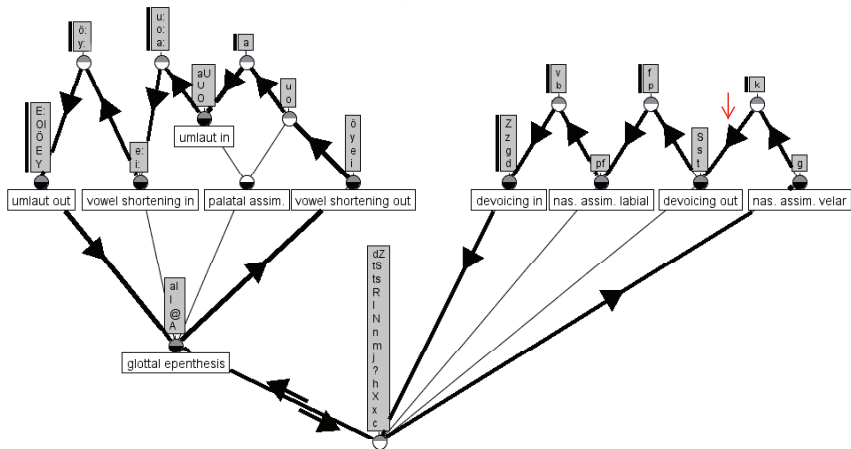 ö:
y:
u:
o:
a:
aU
U
O
a
u
o
v
b
f
p
k
E:
OI
Ö
E
Y
e:
i:
ö
y
e
i
Z
z
g
d
pf
S
s
t
g
umlaut in
umlaut out
vowel shortening in
palatal assim.
vowel shortening out
devoicing in
nas. assim. labial
devoicing out
nas. assim. velar
aI
I
@
A
glottal epenthesis
dZ
tS
ts
R
l
N
n
m
j
?
h
X
x
c